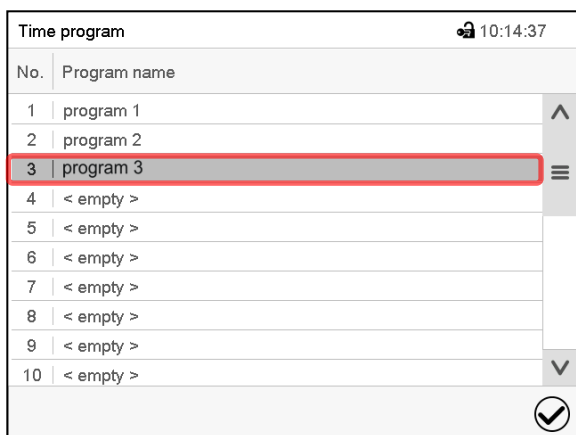 Time program 10:14:37
No. Program name
1 program 1
2 program 2
3 program 3
4 < empty >
5 < empty >
6 < empty >
7 < empty >
8 < empty >
9 < empty >
10 < empty >